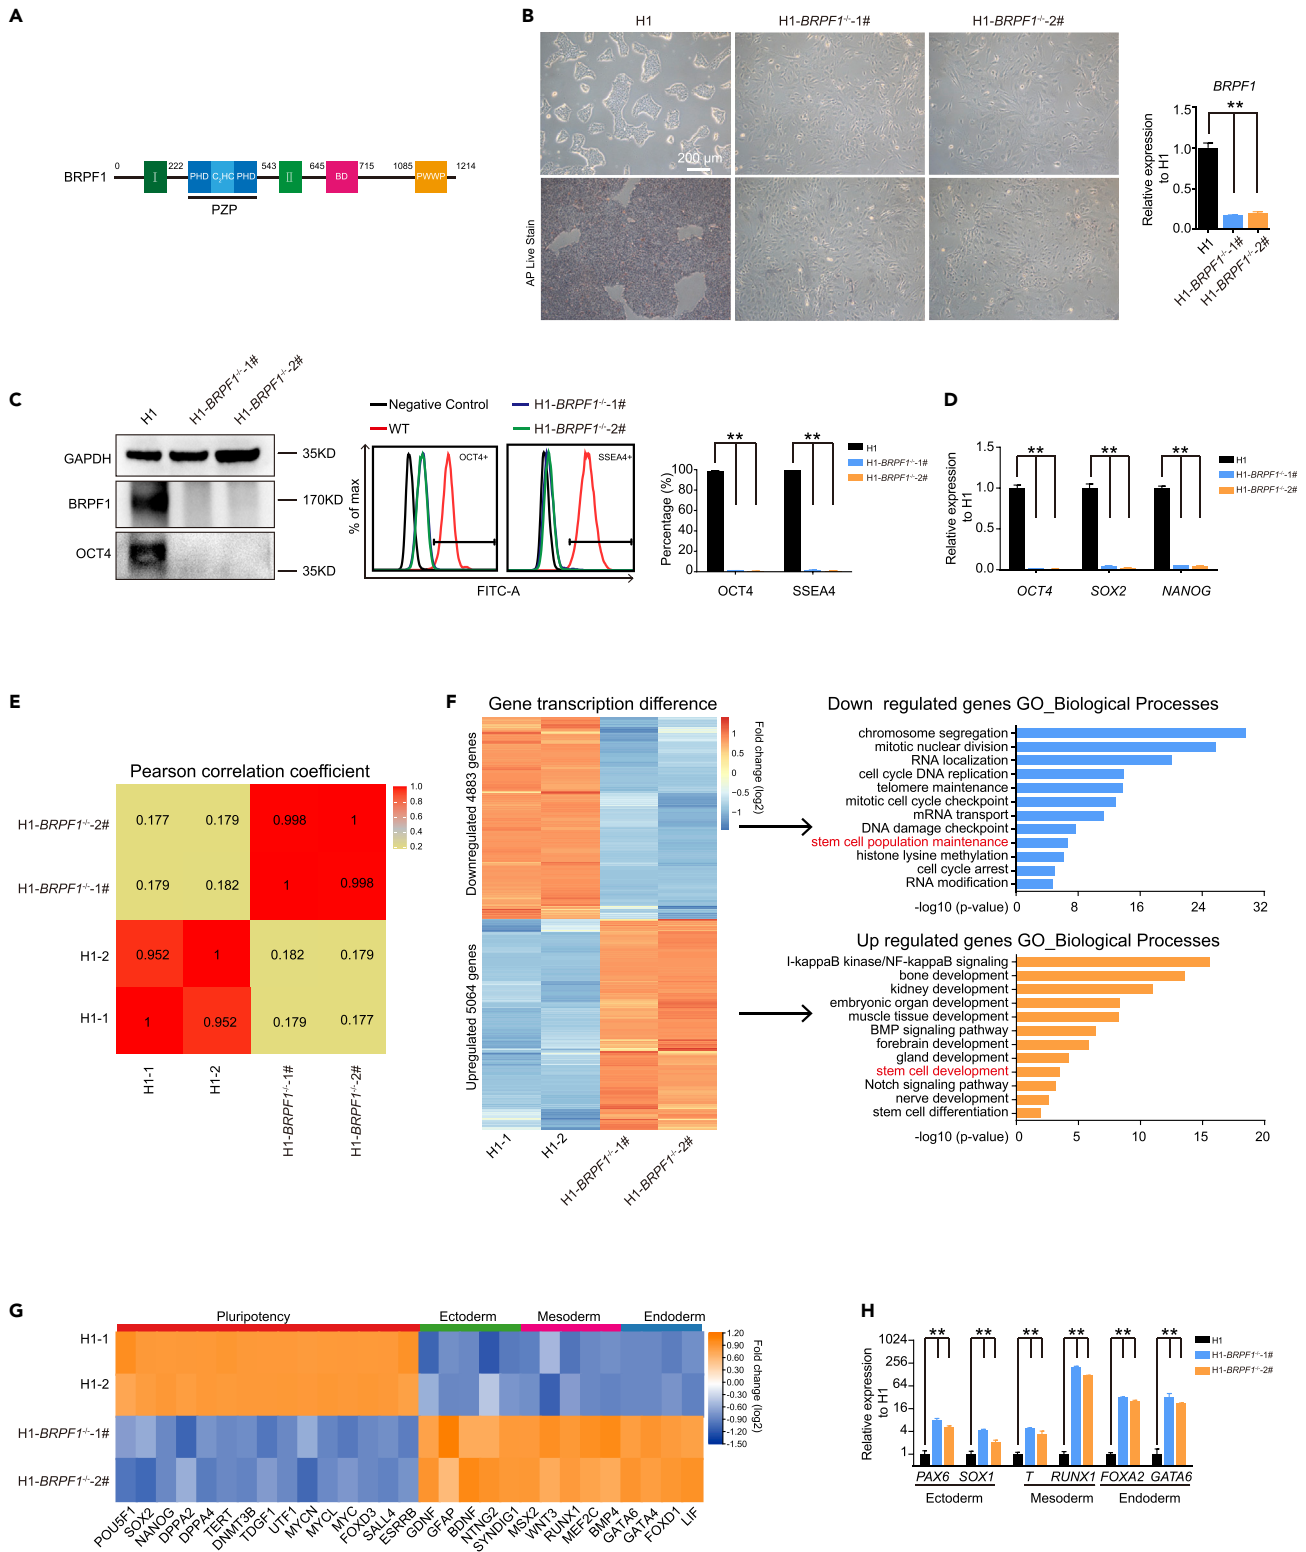 A
0 222 543 645 715 1085 1214
BRPF1
I PHD C2HC PHD II BD PWWP
PZP
B
H1 H1-BRPF1-/--1# H1-BRPF1-/--2#
200 µm
AP Live Stain
BRPF1
Relative expression
to H1
1.5
1.0
0.5
0.0
**
H1
H1-BRPF1-/--1#
H1-BRPF1-/--2#
C
H1 H1-BRPF1-/--1# H1-BRPF1-/--2#
GAPDH 35KD
BRPF1 170KD
OCT4
35KD
Negative Control H1-BRPF1-/--1#
WT H1-BRPF1-/--2#
% of max
OCT4+ SSEA4+
FITC-A
Percentage (%)
100
80
60
40
20
0
** **
OCT4 SSEA4
H1
H1-BRPF1-/--1#
H1-BRPF1-/--2#
D
Relative expression
to H1
1.5
1.0
0.5
0.0
** ** **
OCT4 SOX2 NANOG
H1
H1-BRPF1-/--1#
H1-BRPF1-/--2#
E
Pearson correlation coefficient
H1-BRPF1-/--2# 0.177 0.179 0.998 1
H1-BRPF1-/--1# 0.179 0.182 1 0.998
H1-2 0.952 1 0.182 0.179
H1-1 1 0.952 0.179 0.177
H1-1 H1-2 H1-BRPF1-/--1# H1-BRPF1-/--2#
1.0
0.8
0.6
0.4
0.2
F
Gene transcription difference
Downregulated 4883 genes
Upregulated 5064 genes
H1-1 H1-2 H1-BRPF1-/--1# H1-BRPF1-/--2#
1
0.5
0
−0.5
−1
Fold change (log2)
Down regulated genes GO_Biological Processes
chromosome segregation
mitotic nuclear division
RNA localization
cell cycle DNA replication
telomere maintenance
mitotic cell cycle checkpoint
mRNA transport
DNA damage checkpoint
stem cell population maintenance
histone lysine methylation
cell cycle arrest
RNA modification
-log10 (p-value) 0 8 16 24 32
Up regulated genes GO_Biological Processes
I-kappaB kinase/NF-kappaB signaling
bone development
kidney development
embryonic organ development
muscle tissue development
BMP signaling pathway
forebrain development
gland development
stem cell development
Notch signaling pathway
nerve development
stem cell differentiation
-log10 (p-value) 0 5 10 15 20
G
Pluripotency Ectoderm Mesoderm Endoderm
H1-1
H1-2
H1-BRPF1-/--1#
H1-BRPF1-/--2#
POU5F1 SOX2 NANOG DPPA2 DPPA4 TERT DNMT3B TDGF1 UTF1 MYCN MYCL MYC FOXD3 SALL4 ESRRB GDNF GFAP BDNF NTNG2 SYNDIG1 MSX2 WNT3 RUNX1 MEF2C BMP4 GATA6 GATA4 FOXD1 LIF
1.20
0.90
0.60
0.30
0.00
-0.30
-0.60
-0.90
-1.20
-1.50
Fold change (log2)
H
Relative expression
to H1
1024
256
64
16
4
1
** ** ** ** ** **
PAX6 SOX1 T RUNX1 FOXA2 GATA6
Ectoderm Mesoderm Endoderm
H1
H1-BRPF1-/--1#
H1-BRPF1-/--2#